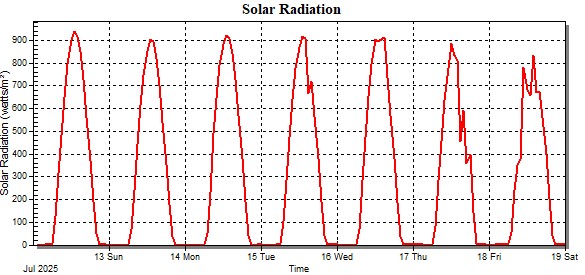 Solar Radiation
Solar Radiation (watts/m²)
900
800
700
600
500
400
300
200
100
0
13 Sun
14 Mon
15 Tue
16 Wed
17 Thu
18 Fri
19 Sat
Jul 2025
Time